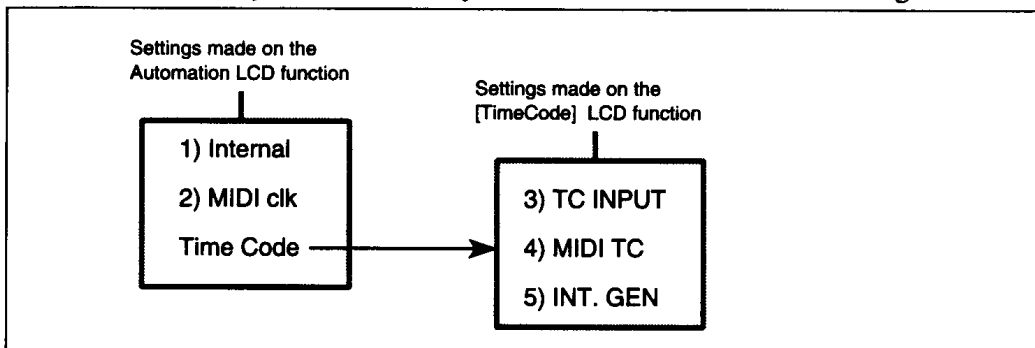 Settings made on the
Automation LCD function
1) Internal
2) MIDI clk
Time Code
Settings made on the
[TimeCode] LCD function
3) TC INPUT
4) MIDI TC
5) INT. GEN